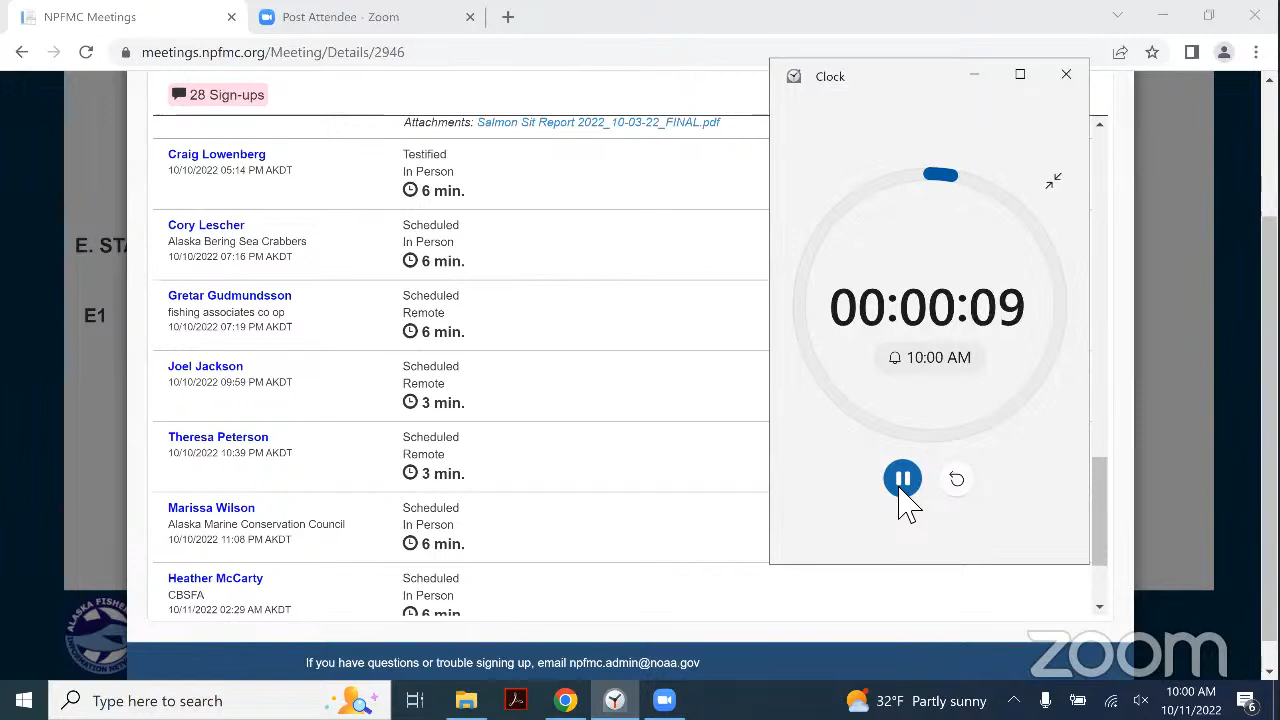 NPFMC Meetings
Post Attendee - Zoom
meetings.npfmc.org/Meeting/Details/2946
28 Sign-ups
Attachments: Salmon Sit Report 2022_10-03-22_FINAL.pdf
Craig Lowenberg
10/10/2022 05:14 PM AKDT
Testified
In Person
6 min.
Cory Lescher
Alaska Bering Sea Crabbers
10/10/2022 07:16 PM AKDT
Scheduled
In Person
6 min.
Gretar Gudmundsson
fishing associates co op
10/10/2022 07:19 PM AKDT
Scheduled
Remote
6 min.
Joel Jackson
10/10/2022 09:59 PM AKDT
Scheduled
Remote
3 min.
Theresa Peterson
10/10/2022 10:39 PM AKDT
Scheduled
Remote
3 min.
Marissa Wilson
Alaska Marine Conservation Council
10/10/2022 11:08 PM AKDT
Scheduled
In Person
6 min.
Heather McCarty
CBSFA
10/11/2022 02:29 AM AKDT
Scheduled
In Person
6 min.
E. STA
E1
Clock
00:00:09
10:00 AM
ALASKA FISHE
INFORMATION NETW
If you have questions or trouble signing up, email npfmc.admin@noaa.gov
zoom
Type here to search
32°F Partly sunny
10:00 AM
10/11/2022
6